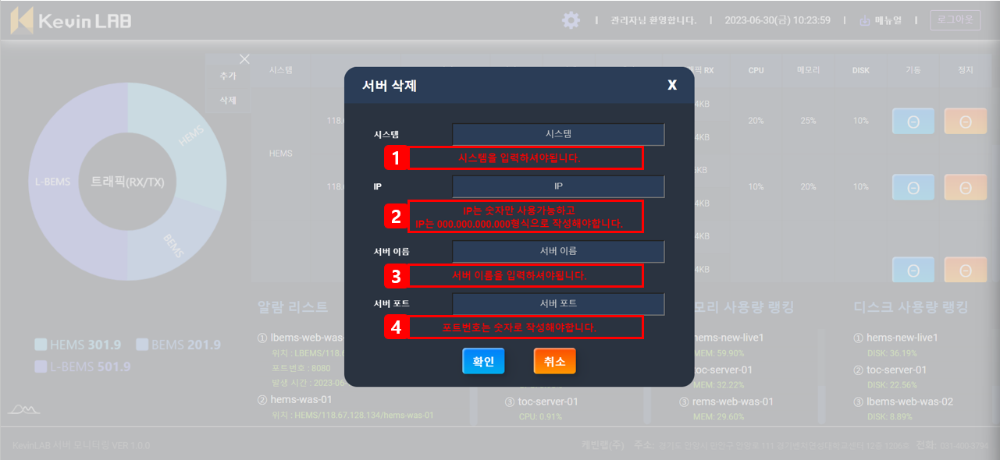 Kevin LAB
관리자님 환영합니다.
2023-06-30(금) 10:23:59
메뉴얼
로그아웃
추가
삭제
HEMS
L-BEMS
트래픽(RX/TX)
BEMS
HEMS 301.9 BEMS 201.9
L-BEMS 501.9
시스템
RX
CPU
메모리
DISK
기동
정지
4KB
118.
20%
25%
10%
4KB
HEMS
118.
10%
20%
10%
4KB
4KB
서버 삭제
X
시스템
시스템
1
시스템을 입력하셔야됩니다.
IP
IP
2
IP는 숫자만 사용가능하고
IP는 000.000.000.000형식으로 작성해야합니다.
서버 이름
서버 이름
3
서버 이름을 입력하셔야됩니다.
서버 포트
서버 포트
4
포트번호는 숫자로 작성해야합니다.
확인
취소
알람 리스트
① lbems-web-was-
위치 : LBEMS/118.6
포트번호 : 8080
발생 시간 : 2023-06-
② hems-was-01
위치 : HEMS/118.67.128.134/hems-was-01
③ toc-server-01
CPU: 0.91%
모리 사용량 랭킹
hems-new-live1
MEM: 59.90%
toc-server-01
MEM: 32.22%
③ rems-web-was-01
MEM: 29.60%
디스크 사용량 랭킹
① hems-new-live1
DISK: 36.19%
② toc-server-01
DISK: 22.56%
③ lbems-web-was-02
DISK: 8.89%
KevinLAB 서버 모니터링 VER 1.0.0
케빈랩(주)
주소:
전화: